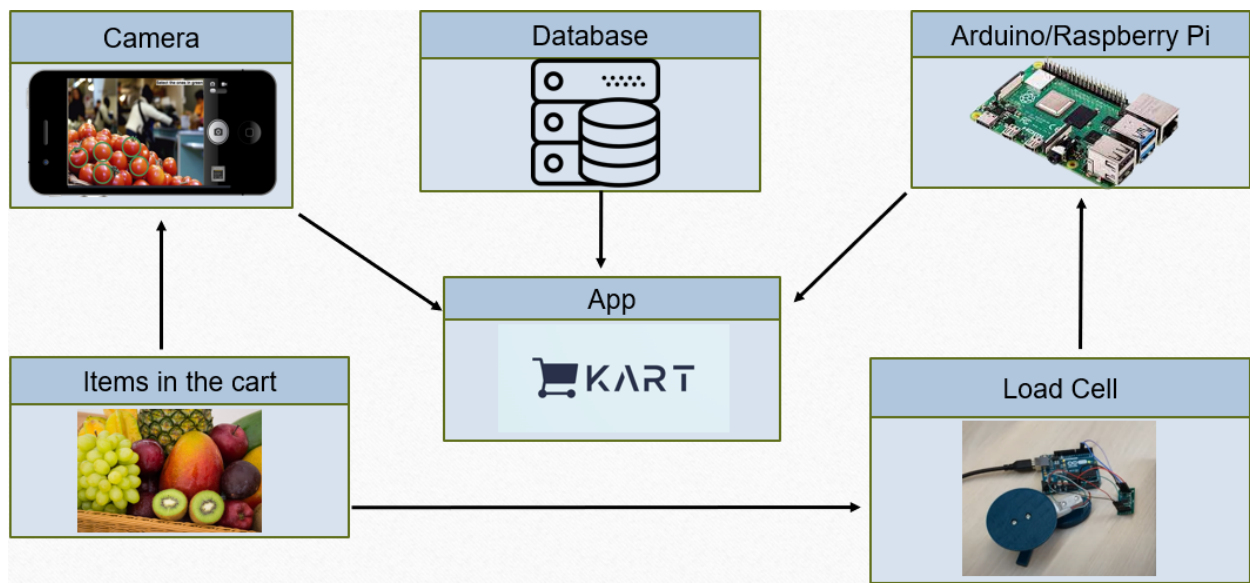 Camera
Database
Arduino/Raspberry Pi
App
KART
Items in the cart
Load Cell